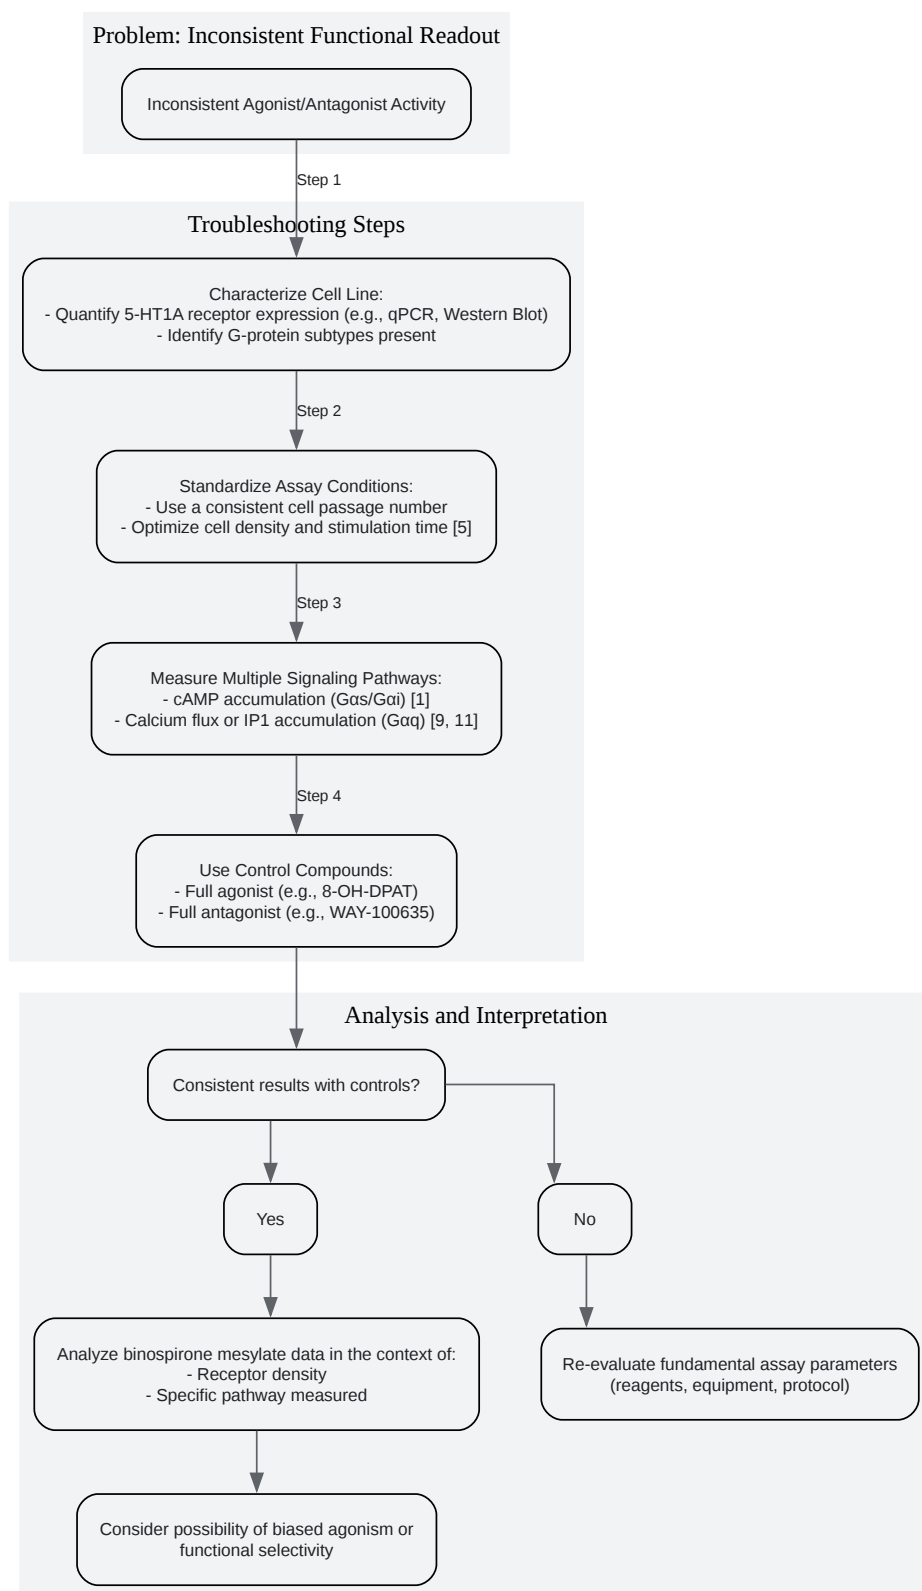 Problem: Inconsistent Functional Readout
Inconsistent Agonist/Antagonist Activity
Step 1
Troubleshooting Steps
Characterize Cell Line:
- Quantify 5-HT1A receptor expression (e.g., qPCR, Western Blot)
- Identify G-protein subtypes present
Step 2
Standardize Assay Conditions:
- Use a consistent cell passage number
- Optimize cell density and stimulation time [5]
Step 3
Measure Multiple Signaling Pathways:
- cAMP accumulation (Gαs/Gαi) [1]
- Calcium flux or IP1 accumulation (Gαq) [9, 11]
Step 4
Use Control Compounds:
- Full agonist (e.g., 8-OH-DPAT)
- Full antagonist (e.g., WAY-100635)
Analysis and Interpretation
Consistent results with controls?
Yes
No
Analyze binospirone mesylate data in the context of:
- Receptor density
- Specific pathway measured
Re-evaluate fundamental assay parameters
(reagents, equipment, protocol)
Consider possibility of biased agonism or
functional selectivity